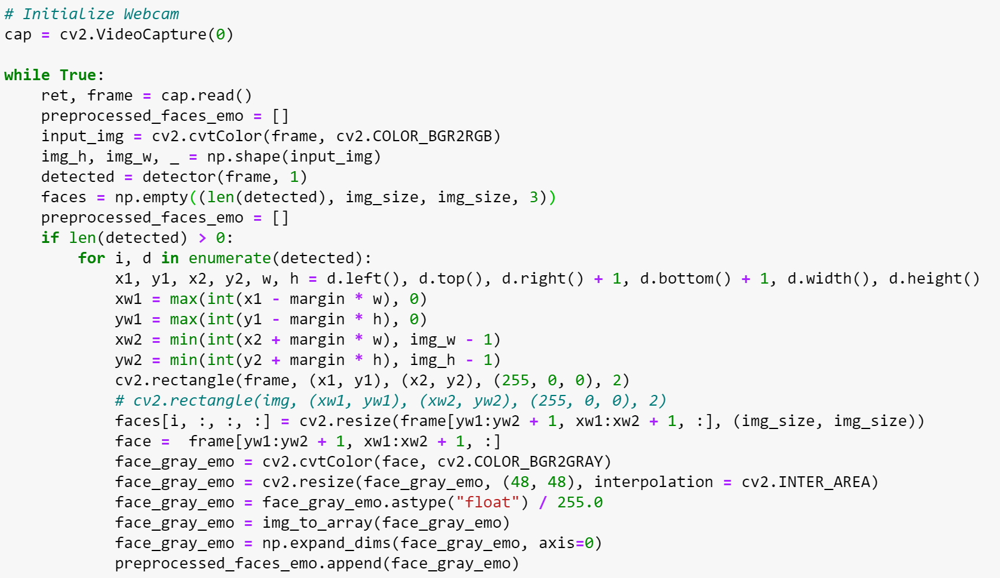 # Initialize Webcam
cap = cv2.VideoCapture(0)

while True:
    ret, frame = cap.read()
    preprocessed_faces_emo = []
    input_img = cv2.cvtColor(frame, cv2.COLOR_BGR2RGB)
    img_h, img_w, _ = np.shape(input_img)
    detected = detector(frame, 1)
    faces = np.empty((len(detected), img_size, img_size, 3))
    preprocessed_faces_emo = []
    if len(detected) > 0:
        for i, d in enumerate(detected):
            x1, y1, x2, y2, w, h = d.left(), d.top(), d.right() + 1, d.bottom() + 1, d.width(), d.height()
            xw1 = max(int(x1 - margin * w), 0)
            yw1 = max(int(y1 - margin * h), 0)
            xw2 = min(int(x2 + margin * w), img_w - 1)
            yw2 = min(int(y2 + margin * h), img_h - 1)
            cv2.rectangle(frame, (x1, y1), (x2, y2), (255, 0, 0), 2)
            # cv2.rectangle(img, (xw1, yw1), (xw2, yw2), (255, 0, 0), 2)
            faces[i, :, :, :] = cv2.resize(frame[yw1:yw2 + 1, xw1:xw2 + 1, :], (img_size, img_size))
            face =  frame[yw1:yw2 + 1, xw1:xw2 + 1, :]
            face_gray_emo = cv2.cvtColor(face, cv2.COLOR_BGR2GRAY)
            face_gray_emo = cv2.resize(face_gray_emo, (48, 48), interpolation = cv2.INTER_AREA)
            face_gray_emo = face_gray_emo.astype("float") / 255.0
            face_gray_emo = img_to_array(face_gray_emo)
            face_gray_emo = np.expand_dims(face_gray_emo, axis=0)
            preprocessed_faces_emo.append(face_gray_emo)